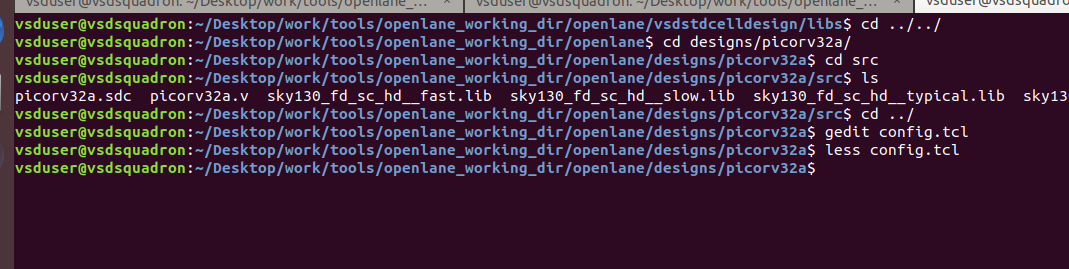 vsduser@vsdsquadron: ~/Desktop/work/tools/openlane_... × vsduser@vsdsquadron: ~/Desktop/work/tools/openlane_... × vsduser@vsdsquadron
vsduser@vsdsquadron:~/Desktop/work/tools/openlane_working_dir/openlane/vsdstdcelldesign/libs$ cd ../../
vsduser@vsdsquadron:~/Desktop/work/tools/openlane_working_dir/openlane$ cd designs/picorv32a/
vsduser@vsdsquadron:~/Desktop/work/tools/openlane_working_dir/openlane/designs/picorv32a$ cd src
vsduser@vsdsquadron:~/Desktop/work/tools/openlane_working_dir/openlane/designs/picorv32a/src$ ls
picorv32a.sdc picorv32a.v sky130_fd_sc_hd__fast.lib sky130_fd_sc_hd__slow.lib sky130_fd_sc_hd__typical.lib sky13
vsduser@vsdsquadron:~/Desktop/work/tools/openlane_working_dir/openlane/designs/picorv32a/src$ cd ../
vsduser@vsdsquadron:~/Desktop/work/tools/openlane_working_dir/openlane/designs/picorv32a$ gedit config.tcl
vsduser@vsdsquadron:~/Desktop/work/tools/openlane_working_dir/openlane/designs/picorv32a$ less config.tcl
vsduser@vsdsquadron:~/Desktop/work/tools/openlane_working_dir/openlane/designs/picorv32a$